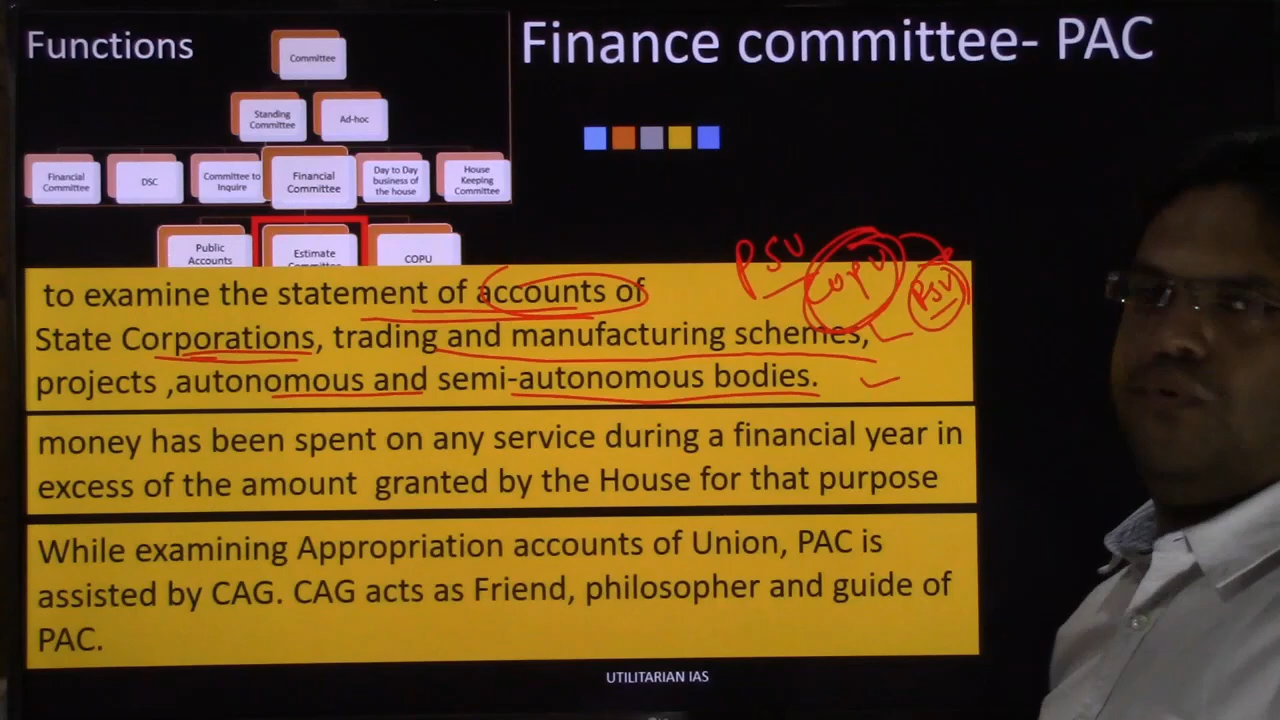 Functions
Finance committee- PAC
Committee
Standing
Committee
Ad-hoc
Financial
Committee
DSC
Committee to
Inquire
Financial
Committee
Day to Day
business of
the house
House
Keeping
Committee
Public
Accounts
Estimate
COPU
PSU
COPU
PSU
to examine the statement of accounts of
State Corporations, trading and manufacturing schemes,
projects ,autonomous and semi-autonomous bodies.
money has been spent on any service during a financial year in
excess of the amount granted by the House for that purpose
While examining Appropriation accounts of Union, PAC is
assisted by CAG. CAG acts as Friend, philosopher and guide of
PAC.
UTILITARIAN IAS